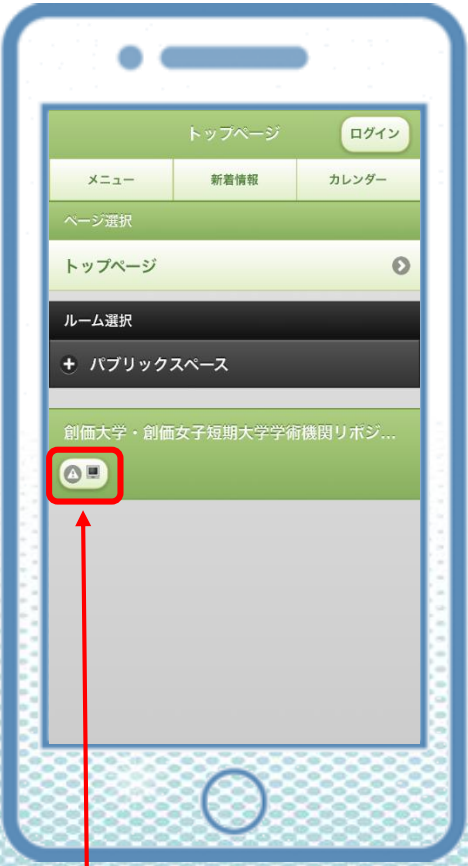 トップページ
ログイン
メニュー
新着情報
カレンダー
ページ選択
トップページ
ルーム選択
パブリックスペース
創価大学・創価女子短期大学学術機関リポジ...